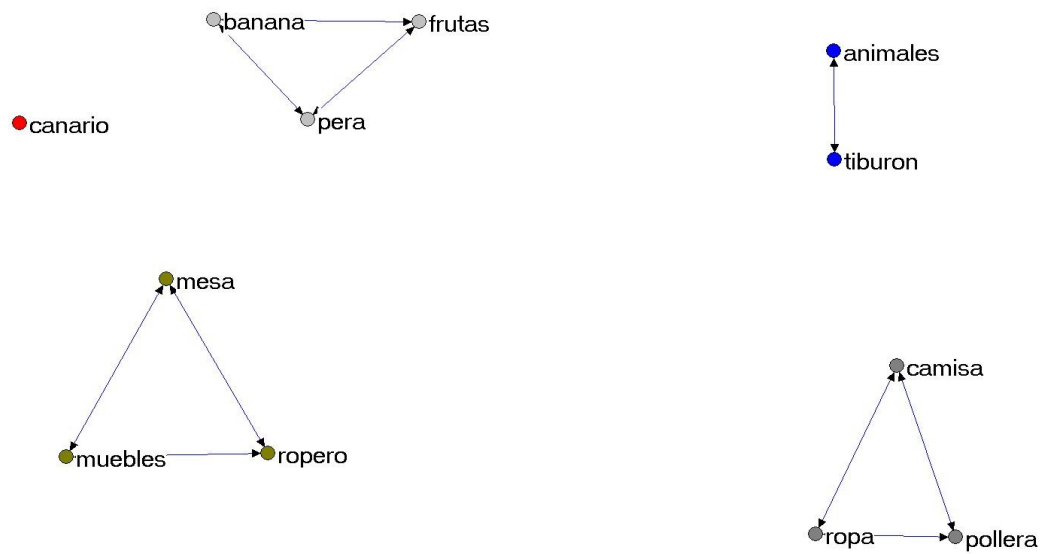 banana
frutas
animales
pera
canario
tiburon
mesa
camisa
muebles
ropero
ropa
pollera